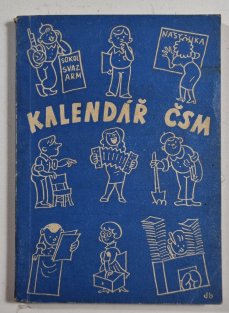 SOKOL
SVAZ
ARM
NÁSTĚNKA
KALENDÁŘ ČSM
db